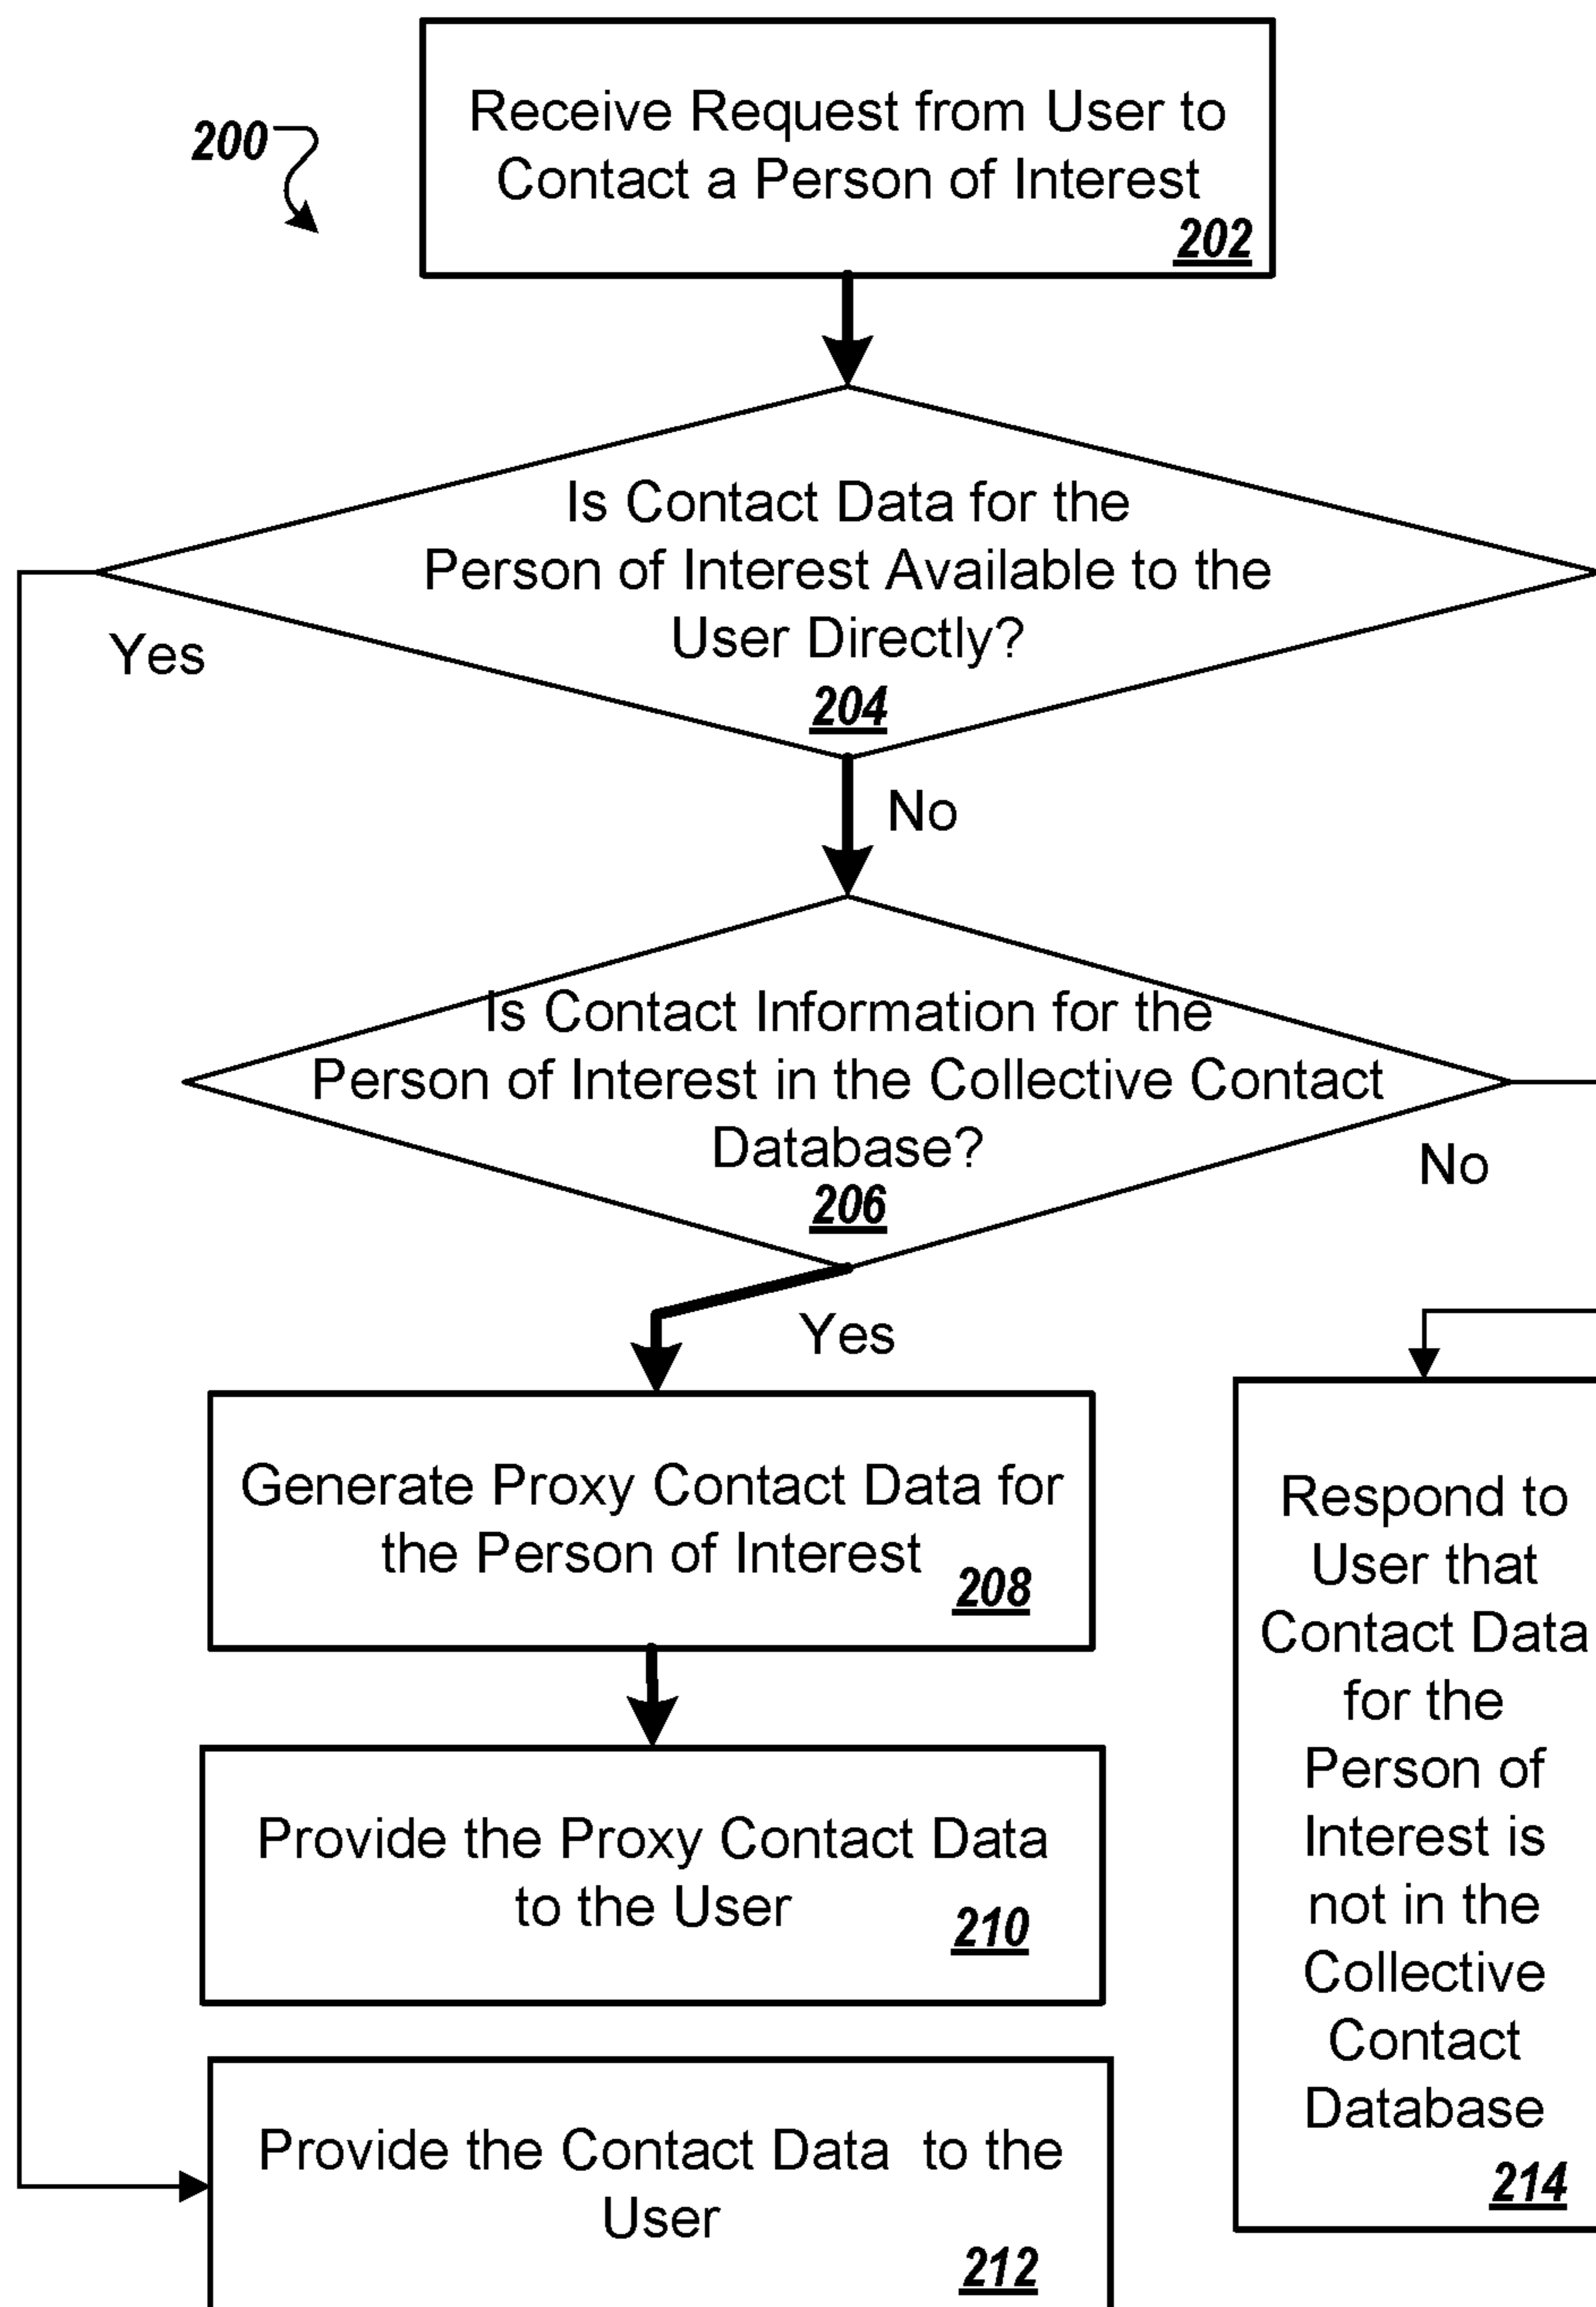 200
Receive Request from User to
Contact a Person of Interest
202
Is Contact Data for the
Person of Interest Available to the
User Directly?
204
Yes
No
Is Contact Information for the
Person of Interest in the Collective Contact
Database?
206
No
Yes
Generate Proxy Contact Data for
the Person of Interest
208
Provide the Proxy Contact Data
to the User
210
Provide the Contact Data to the
User
212
Respond to
User that
Contact Data
for the
Person of
Interest is
not in the
Collective
Contact
Database
214